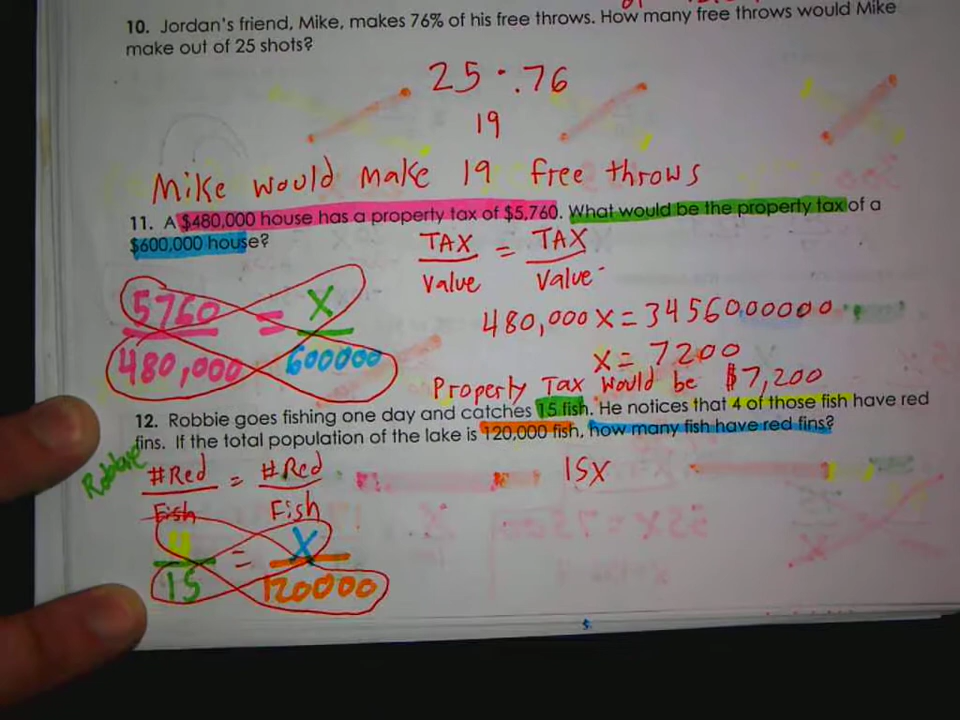 10. Jordan's friend, Mike, makes 76% of his free throws. How many free throws would Mike
make out of 25 shots?
25 · .76
19
Mike would make 19 free throws
11. A $480,000 house has a property tax of $5,760. What would be the property tax of a
$600,000 house?
TAX = TAX
value value
5760 = X
480,000 600000
480,000x = 3456000000
x = 7200
Property Tax would be $7,200
12. Robbie goes fishing one day and catches 15 fish. He notices that 4 of those fish have red
fins. If the total population of the lake is 120,000 fish, how many fish have red fins?
#Red = #Red
Fish Fish
15X
4 = X
15 120000